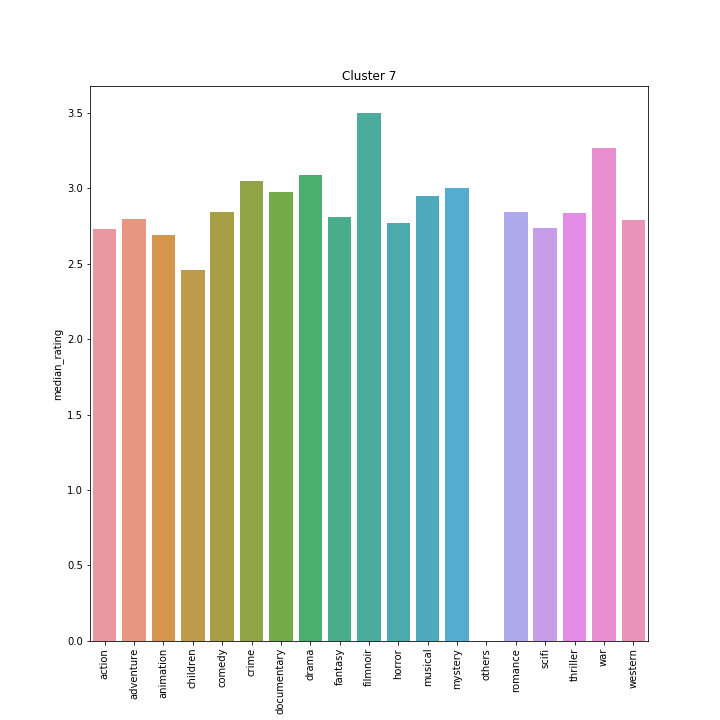 Cluster 7
median_rating
3.5
3.0
2.5
2.0
1.5
1.0
0.5
0.0
action
adventure
animation
children
comedy
crime
documentary
drama
fantasy
filmnoir
horror
musical
mystery
others
romance
scifi
thriller
war
western